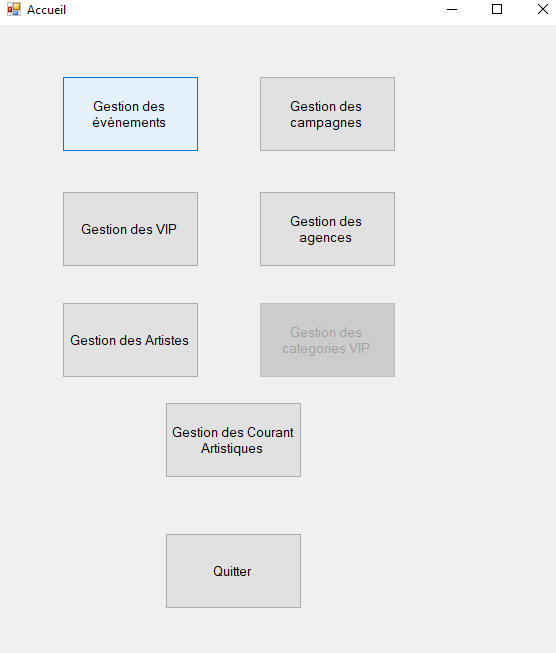 Accueil
Gestion des
évènements
Gestion des
campagnes
Gestion des VIP
Gestion des
agences
Gestion des Artistes
Gestion des
categories VIP
Gestion des Courant
Artistiques
Quitter